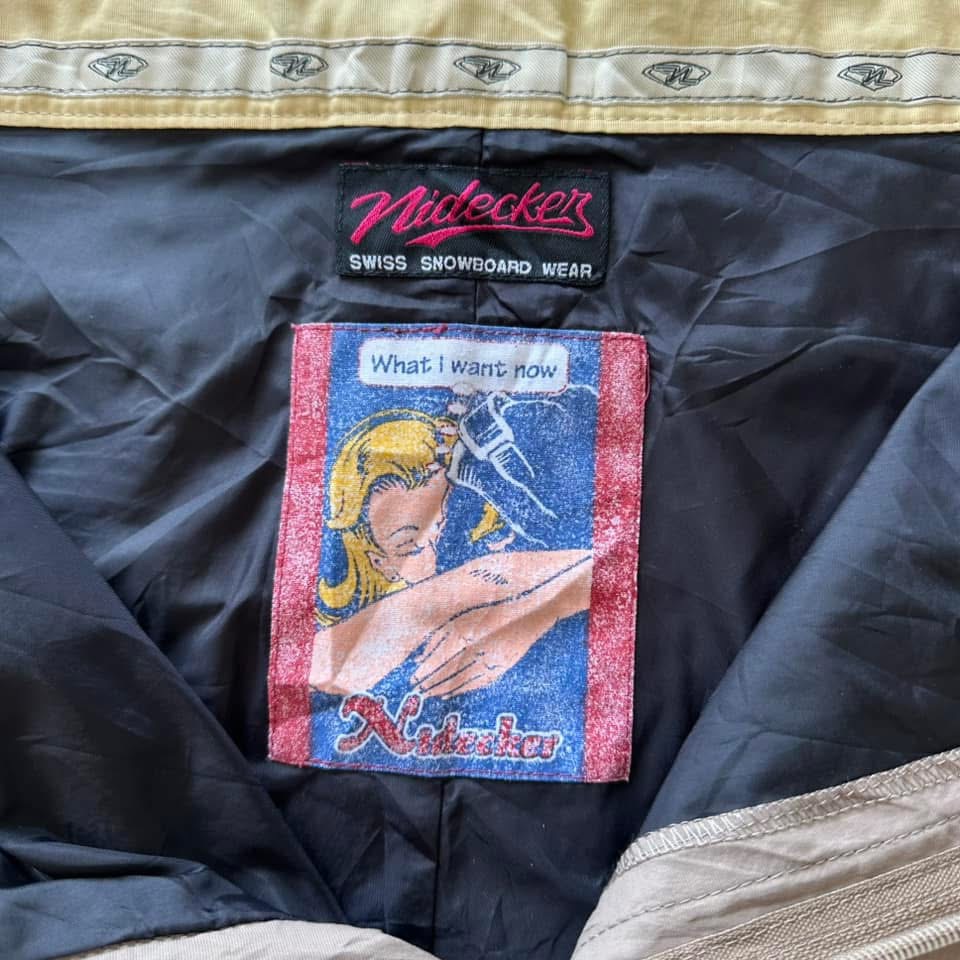 Nidecker
SWISS SNOWBOARD WEAR
What I want now
Nidecker